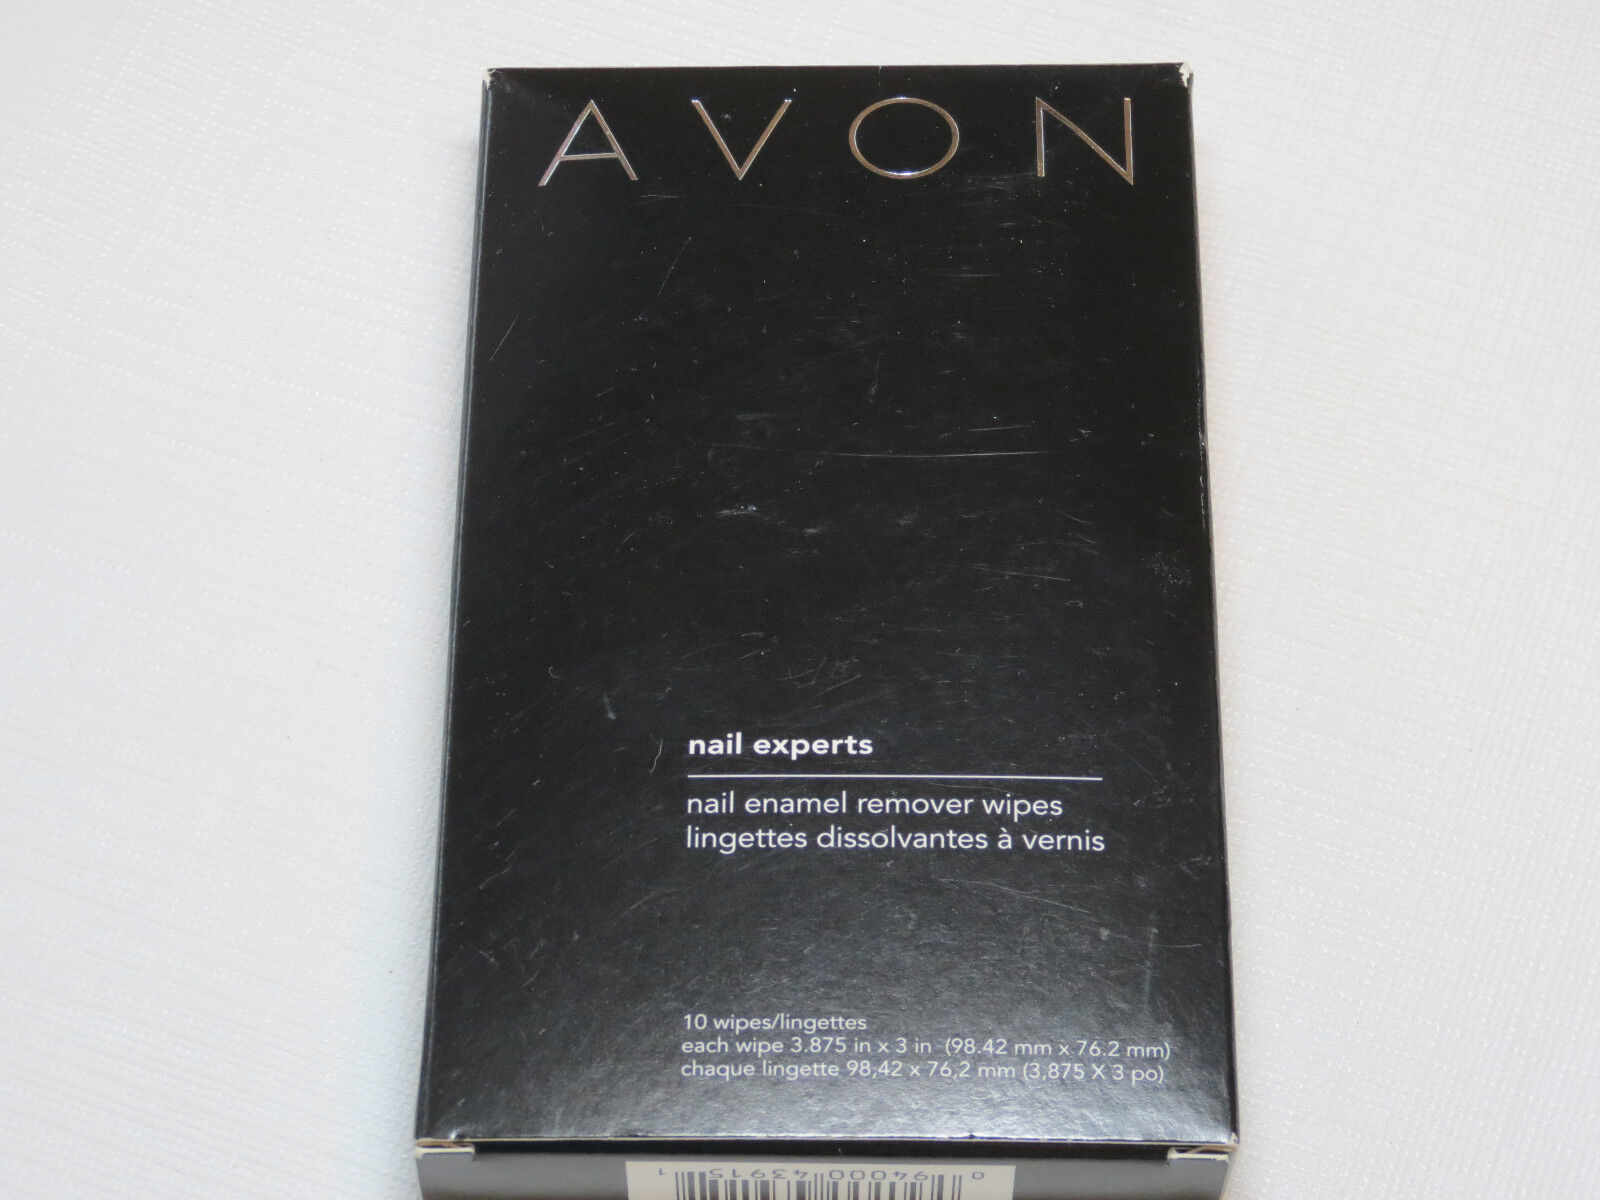 AVON
nail experts
nail enamel remover wipes
lingettes dissolvantes à vernis
10 wipes/lingettes
each wipe 3.875 in x 3 in (98.42 mm x 76.2 mm)
chaque lingette 98,42 x 76,2 mm (3,875 X 3 po)
0 94000 43915 1